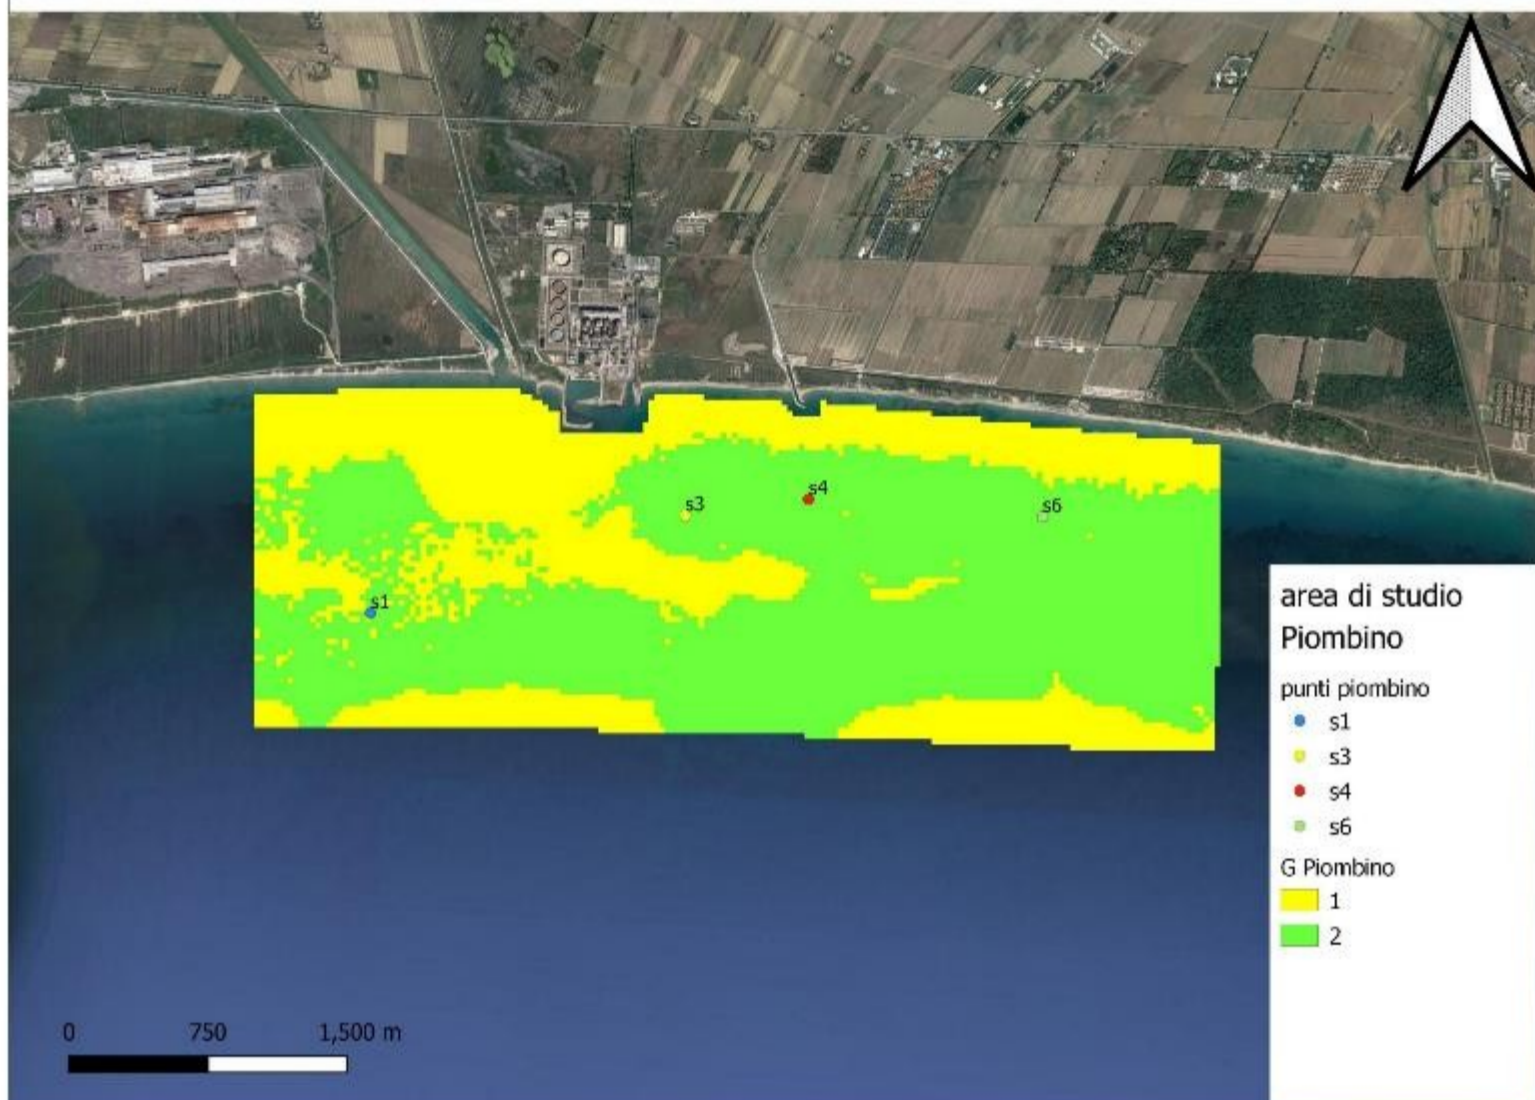 s4
s3
s6
s1
area di studio
Piombino
punti piombino
s1
s3
s4
s6
G Piombino
1
2
0 750 1,500 m